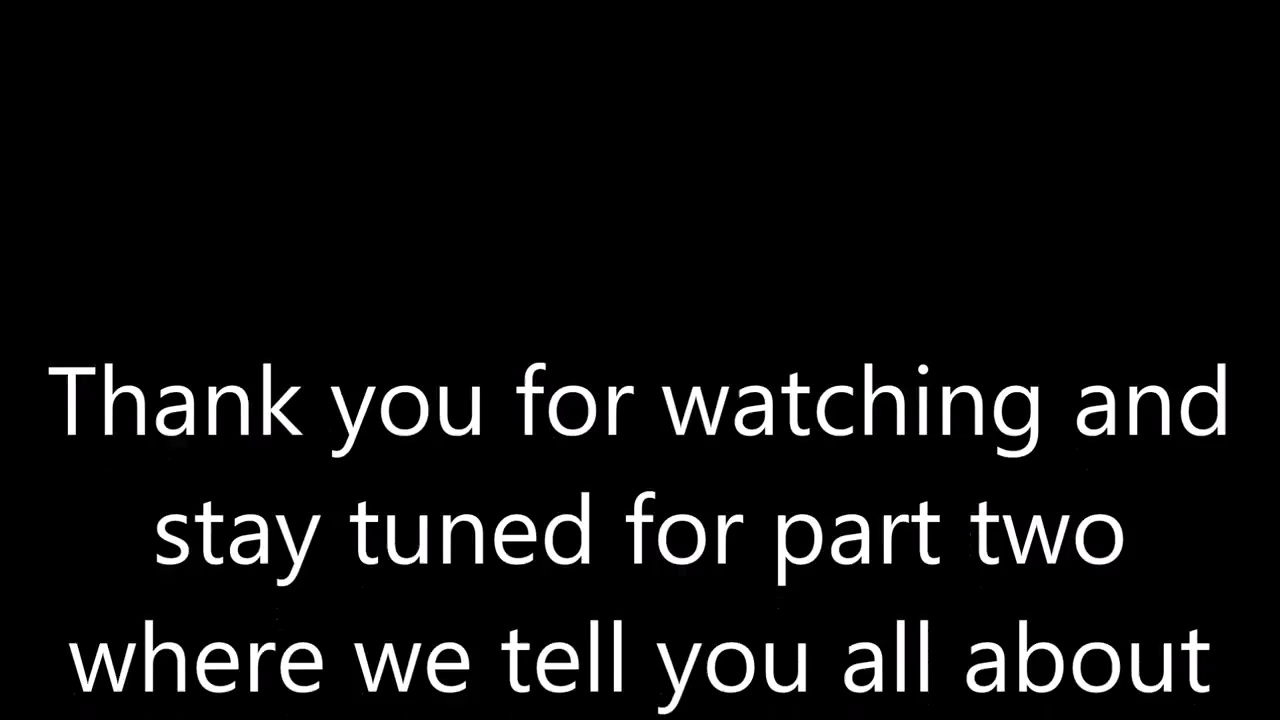 Thank you for watching and
stay tuned for part two
where we tell you all about